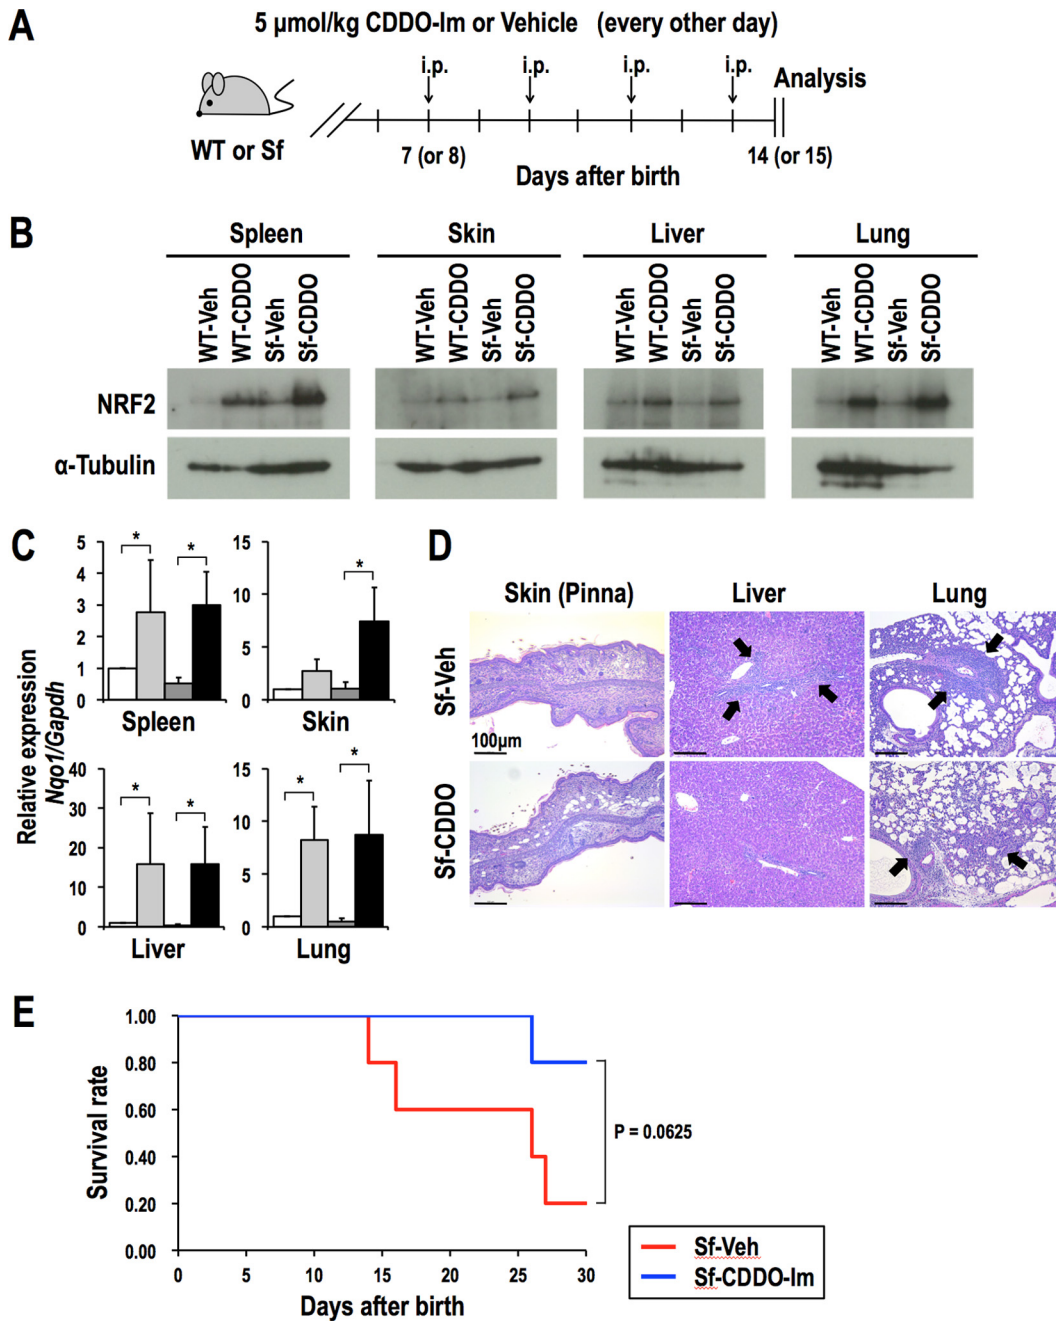 A
5 μmol/kg CDDO-Im or Vehicle (every other day)
i.p. i.p. i.p. i.p.
Analysis
WT or Sf
7 (or 8) 14 (or 15)
Days after birth
B
Spleen Skin Liver Lung
WT-Veh WT-CDDO Sf-Veh Sf-CDDO WT-Veh WT-CDDO Sf-Veh Sf-CDDO WT-Veh WT-CDDO Sf-Veh Sf-CDDO WT-Veh WT-CDDO Sf-Veh Sf-CDDO
NRF2
α-Tubulin
C
Relative expression
Nqo1/Gapdh
5
4
3
2
1
0
* *
Spleen
15
10
5
0
*
Skin
40
30
20
10
0
* *
Liver
15
10
5
0
* *
Lung
D
Skin (Pinna) Liver Lung
Sf-Veh
100μm
Sf-CDDO
E
Survival rate
1.00
0.80
0.60
0.40
0.20
0.00
0 5 10 15 20 25 30
Days after birth
P = 0.0625
Sf-Veh
Sf-CDDO-Im